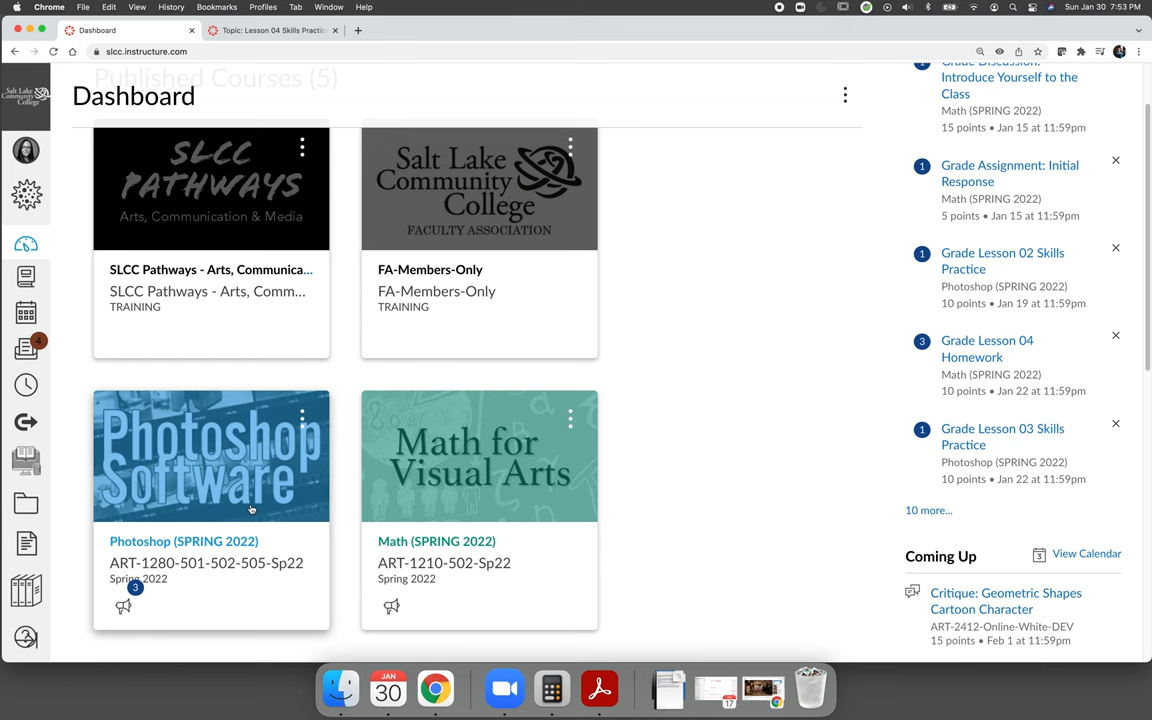 Chrome File Edit View History Bookmarks Profiles Tab Window Help
Sun Jan 30 7:53 PM
Dashboard
Topic: Lesson 04 Skills Practic
slcc.instructure.com
Salt Lake
Community
College
4
Published Courses (5)
Dashboard
SLCC
PATHWAYS
Arts, Communication & Media
SLCC Pathways - Arts, Communica...
SLCC Pathways - Arts, Comm...
TRAINING
Salt Lake
Community
College
FACULTY ASSOCIATION
FA-Members-Only
FA-Members-Only
TRAINING
Photoshop
Software
Photoshop (SPRING 2022)
ART-1280-501-502-505-Sp22
Spring 2022
3
Math for
Visual Arts
Math (SPRING 2022)
ART-1210-502-Sp22
Spring 2022
Grade Discussion:
Introduce Yourself to the
Class
Math (SPRING 2022)
15 points • Jan 15 at 11:59pm
1
Grade Assignment: Initial
Response
Math (SPRING 2022)
5 points • Jan 15 at 11:59pm
1
Grade Lesson 02 Skills
Practice
Photoshop (SPRING 2022)
10 points • Jan 19 at 11:59pm
3
Grade Lesson 04
Homework
Math (SPRING 2022)
10 points • Jan 22 at 11:59pm
1
Grade Lesson 03 Skills
Practice
Photoshop (SPRING 2022)
10 points • Jan 22 at 11:59pm
10 more...
Coming Up
3
View Calendar
Critique: Geometric Shapes
Cartoon Character
ART-2412-Online-White-DEV
15 points • Feb 1 at 11:59pm
JAN
30
17